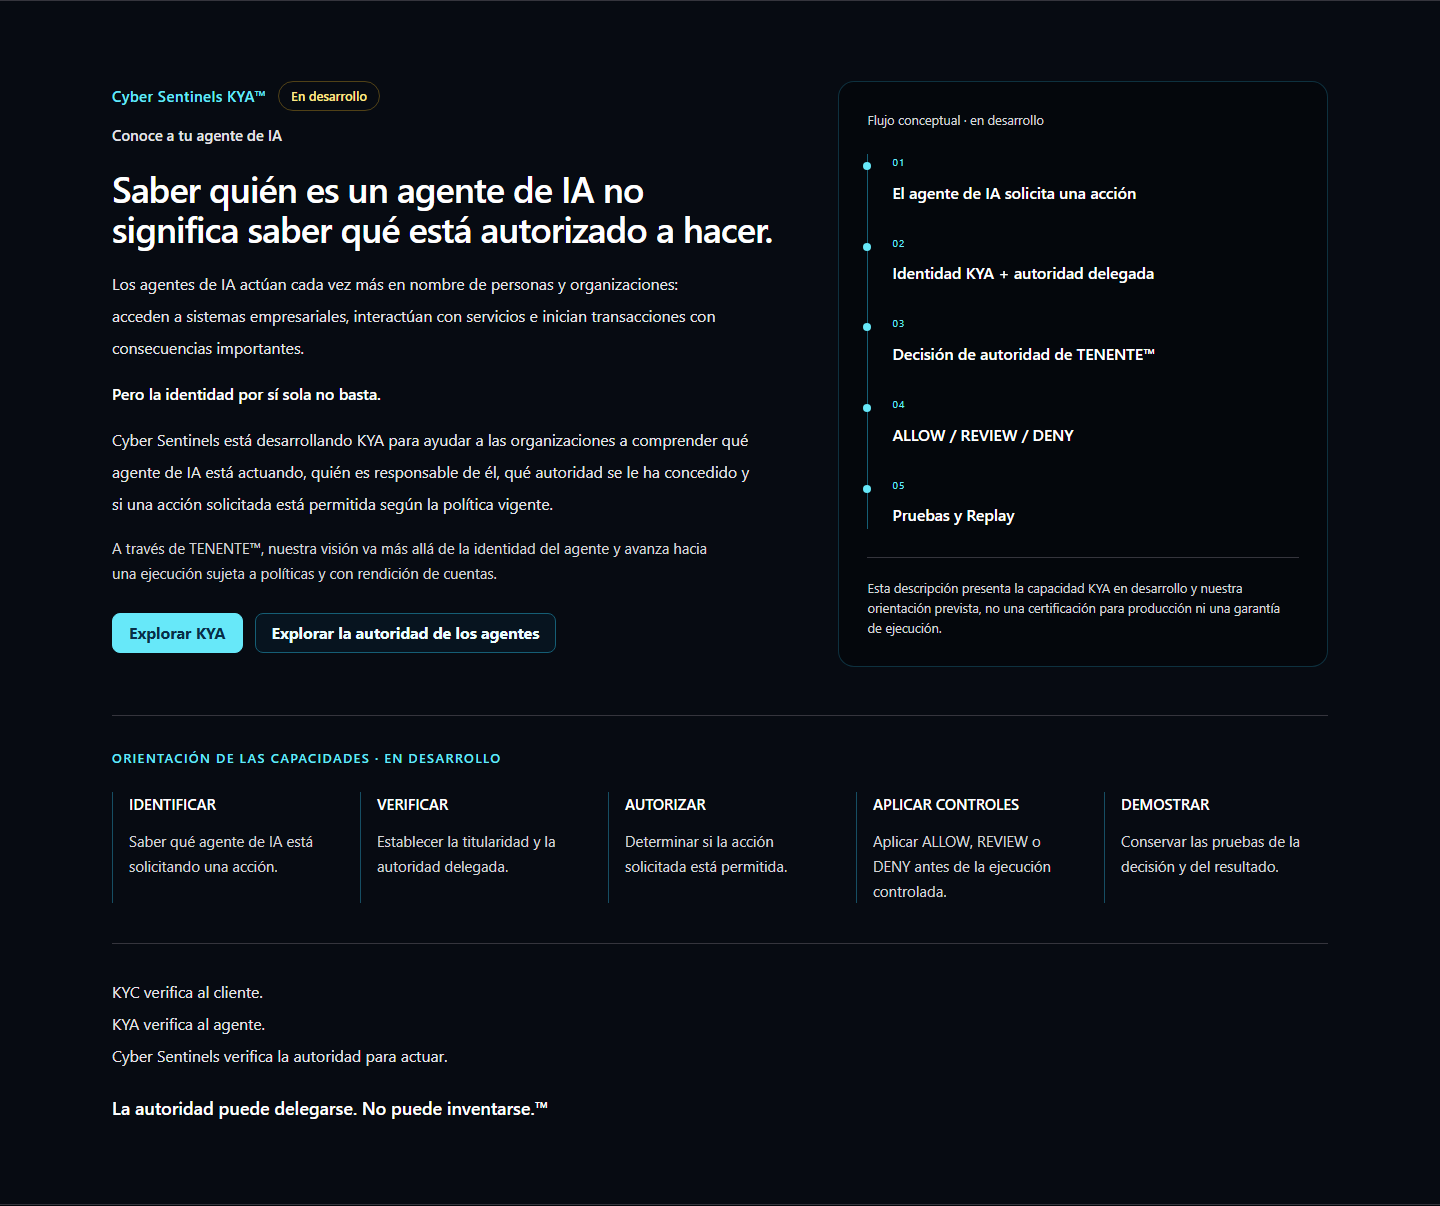 Cyber Sentinels KYA™
En desarrollo
Conoce a tu agente de IA
Saber quién es un agente de IA no
significa saber qué está autorizado a hacer.
Los agentes de IA actúan cada vez más en nombre de personas y organizaciones:
acceden a sistemas empresariales, interactúan con servicios e inician transacciones con
consecuencias importantes.
Pero la identidad por sí sola no basta.
Cyber Sentinels está desarrollando KYA para ayudar a las organizaciones a comprender qué
agente de IA está actuando, quién es responsable de él, qué autoridad se le ha concedido y
si una acción solicitada está permitida según la política vigente.
A través de TENENTE™, nuestra visión va más allá de la identidad del agente y avanza hacia
una ejecución sujeta a políticas y con rendición de cuentas.
Explorar KYA
Explorar la autoridad de los agentes
Flujo conceptual · en desarrollo
01
El agente de IA solicita una acción
02
Identidad KYA + autoridad delegada
03
Decisión de autoridad de TENENTE™
04
ALLOW / REVIEW / DENY
05
Pruebas y Replay
Esta descripción presenta la capacidad KYA en desarrollo y nuestra
orientación prevista, no una certificación para producción ni una garantía
de ejecución.
ORIENTACIÓN DE LAS CAPACIDADES · EN DESARROLLO
IDENTIFICAR
Saber qué agente de IA está
solicitando una acción.
VERIFICAR
Establecer la titularidad y la
autoridad delegada.
AUTORIZAR
Determinar si la acción
solicitada está permitida.
APLICAR CONTROLES
Aplicar ALLOW, REVIEW o
DENY antes de la ejecución
controlada.
DEMOSTRAR
Conservar las pruebas de la
decisión y del resultado.
KYC verifica al cliente.
KYA verifica al agente.
Cyber Sentinels verifica la autoridad para actuar.
La autoridad puede delegarse. No puede inventarse.™